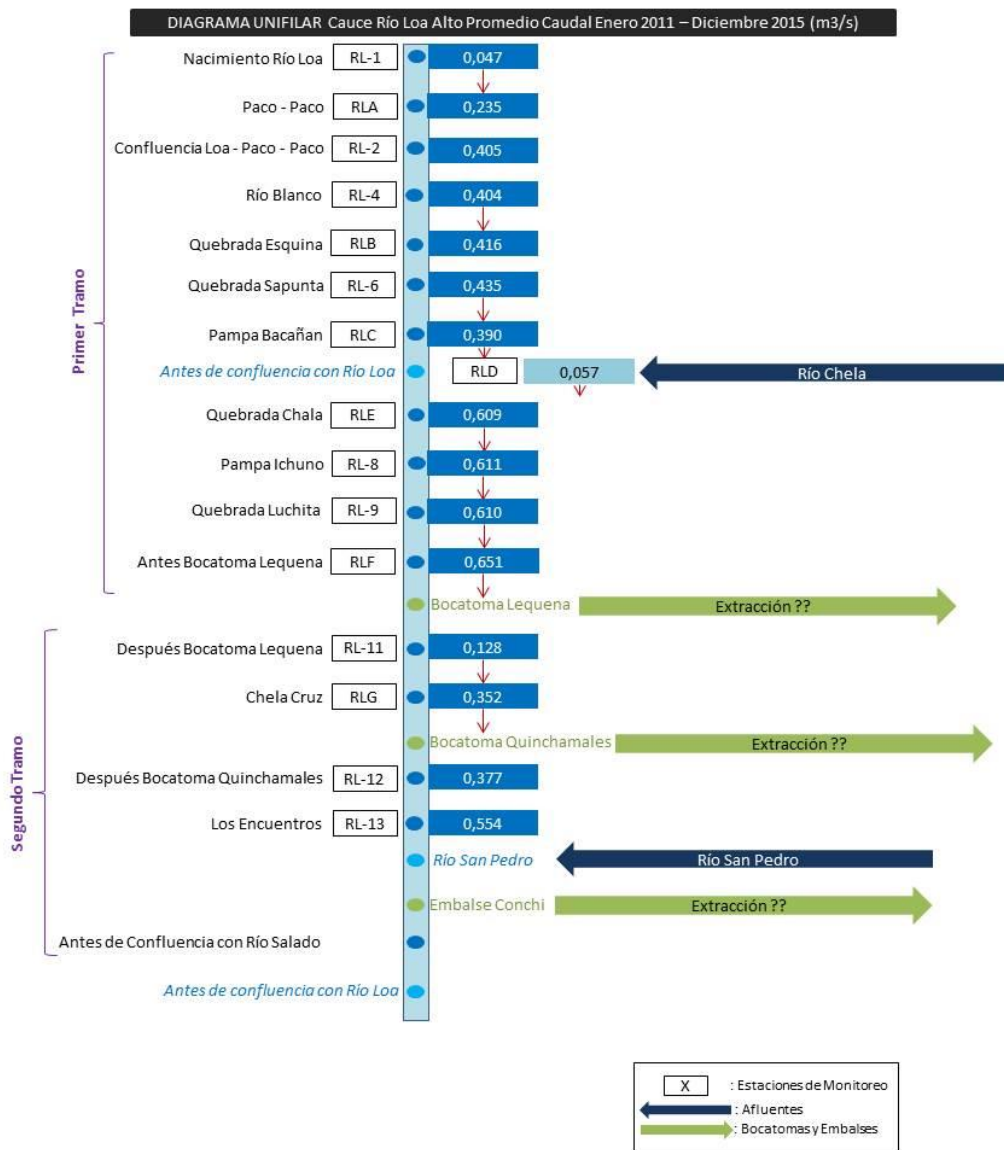 DIAGRAMA UNIFILAR Cauce Río Loa Alto Promedio Caudal Enero 2011 – Diciembre 2015 (m3/s)
Nacimiento Río Loa RL-1 0,047
Paco - Paco RLA 0,235
Confluencia Loa - Paco - Paco RL-2 0,405
Río Blanco RL-4 0,404
Quebrada Esquina RLB 0,416
Quebrada Sapunta RL-6 0,435
Pampa Bacañan RLC 0,390
Primer Tramo
Antes de confluencia con Río Loa RLD 0,057 Río Chela
Quebrada Chala RLE 0,609
Pampa Ichuno RL-8 0,611
Quebrada Luchita RL-9 0,610
Antes Bocatoma Lequena RLF 0,651
Bocatoma Lequena Extracción ??
Después Bocatoma Lequena RL-11 0,128
Chela Cruz RLG 0,352
Bocatoma Quinchamales Extracción ??
Segundo Tramo
Después Bocatoma Quinchamales RL-12 0,377
Los Encuentros RL-13 0,554
Río San Pedro Río San Pedro
Embalse Conchi Extracción ??
Antes de Confluencia con Río Salado
Antes de confluencia con Río Loa
X : Estaciones de Monitoreo
: Afluentes
: Bocatomas y Embalses